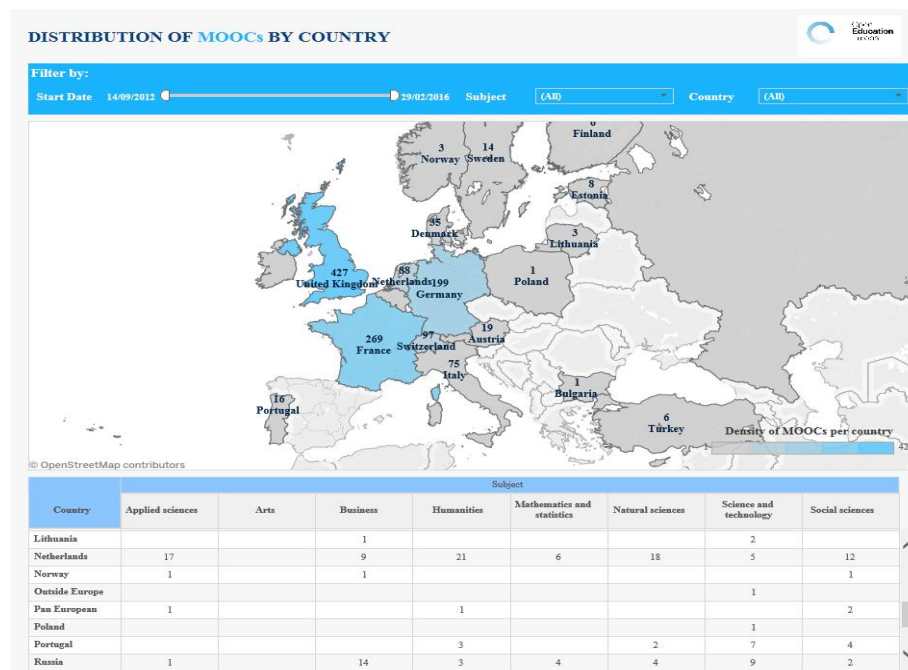 DISTRIBUTION OF MOOCs BY COUNTRY
Open
Education
Filter by:
Start Date 14/09/2012 29/02/2016 Subject (All) Country (All)
Finland
3
Norway
14
Sweden
8
Estonia
35
Denmark
3
Lithuania
427
United Kingdom
88
Netherlands
199
Germany
1
Poland
269
France
97
Switzerland
19
Austria
75
Italy
1
Bulgaria
16
Portugal
6
Turkey
Density of MOOCs per country
© OpenStreetMap contributors
Subject
Country Applied sciences Arts Business Humanities Mathematics and statistics Natural sciences Science and technology Social sciences
Lithuania 1 2
Netherlands 17 9 21 6 18 5 12
Norway 1 1 1
Outside Europe 1
Pan European 1 1 2
Poland 1
Portugal 3 2 7 4
Russia 1 14 3 4 4 9 2